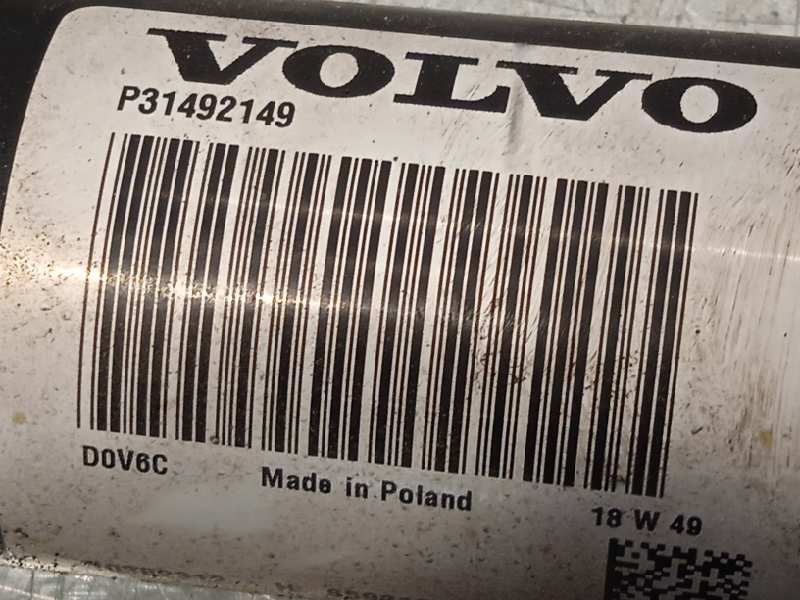 VOLVO
P31492149
D0V6C
Made in Poland
18 W 49